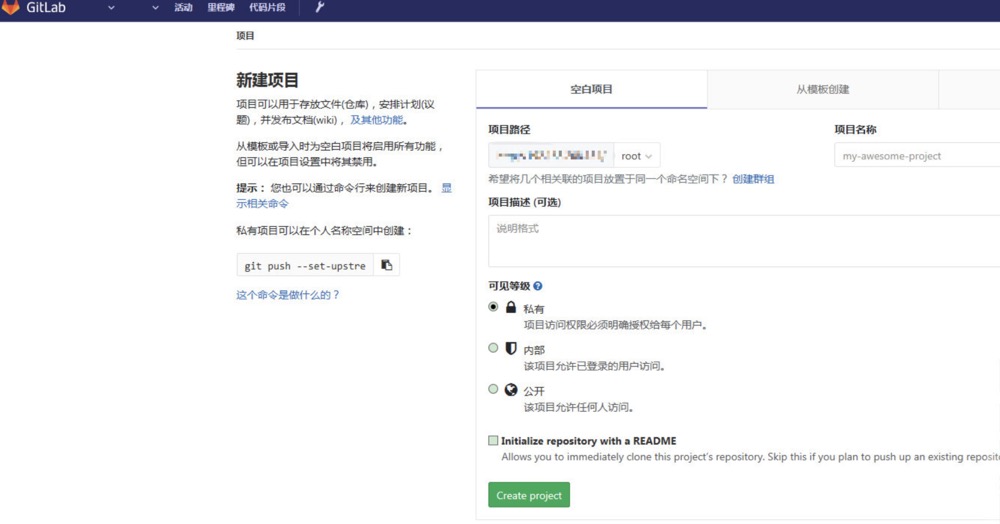 GitLab 活动 里程碑 代码片段
项目
新建项目
项目可以用于存放文件(仓库)，安排计划(议
题)，并发布文档(wiki)， 及其他功能。
从模板或导入时为空白项目将启用所有功能，
但可以在项目设置中将其禁用。
提示： 您也可以通过命令行来创建新项目。 显
示相关命令
私有项目可以在个人名称空间中创建：
git push --set-upstre
这个命令是做什么的？
空白项目 从模板创建
项目路径 项目名称
root my-awesome-project
希望将几个相关联的项目放置于同一个命名空间下？ 创建群组
项目描述 (可选)
说明格式
可见等级
私有
项目访问权限必须明确授权给每个用户。
内部
该项目允许已登录的用户访问。
公开
该项目允许任何人访问。
Initialize repository with a README
Allows you to immediately clone this project's repository. Skip this if you plan to push up an existing reposito
Create project